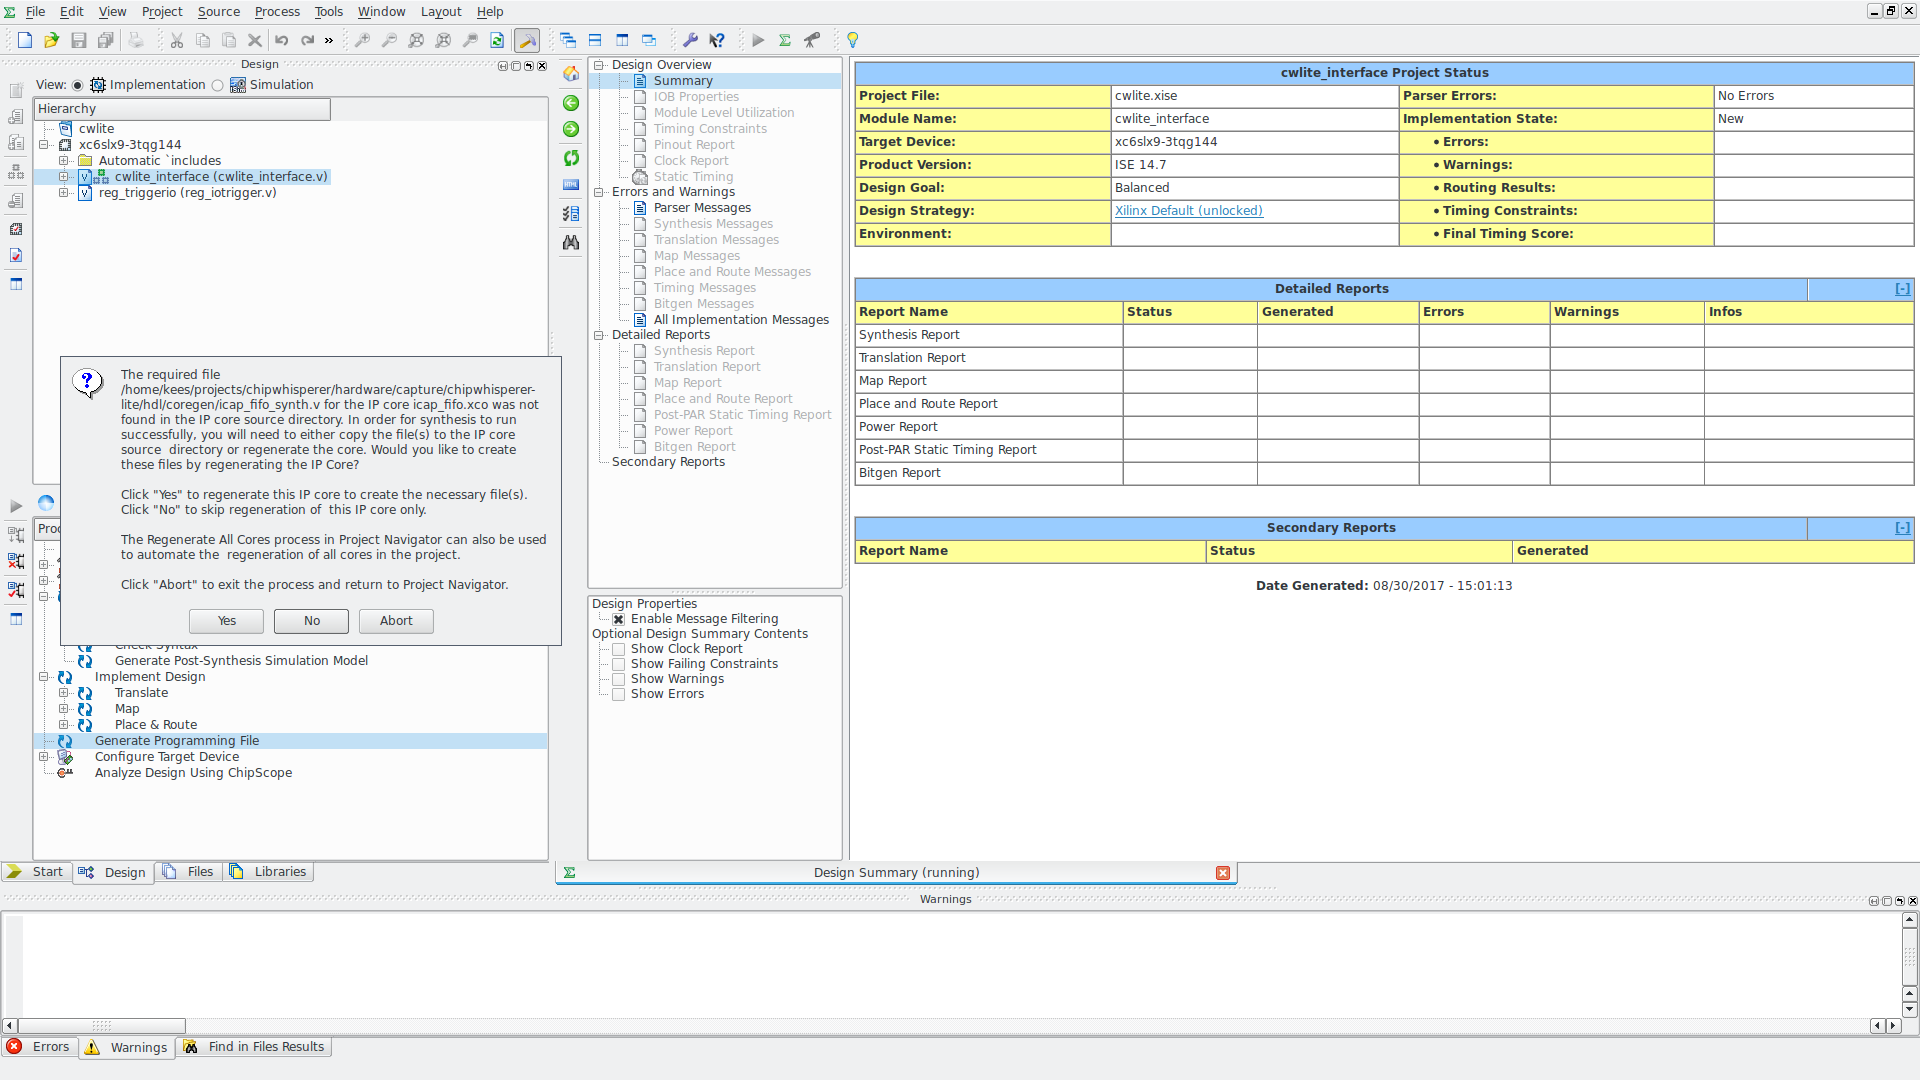 File Edit View Project Source Process Tools Window Layout Help
»
Design
View: Implementation Simulation
Hierarchy
cwlite
xc6slx9-3tqg144
Automatic `includes
cwlite_interface (cwlite_interface.v)
reg_triggerio (reg_iotrigger.v)
The required file
/home/kees/projects/chipwhisperer/hardware/capture/chipwhisperer-
lite/hdl/coregen/icap_fifo_synth.v for the IP core icap_fifo.xco was not
found in the IP core source directory. In order for synthesis to run
successfully, you will need to either copy the file(s) to the IP core
source  directory or regenerate the core. Would you like to create
these files by regenerating the IP Core?
Click "Yes" to regenerate this IP core to create the necessary file(s).
Click "No" to skip regeneration of  this IP core only.
The Regenerate All Cores process in Project Navigator can also be used
to automate the  regeneration of all cores in the project.
Click "Abort" to exit the process and return to Project Navigator.
Yes No Abort
Check Syntax
Generate Post-Synthesis Simulation Model
Implement Design
Translate
Map
Place & Route
Generate Programming File
Configure Target Device
Analyze Design Using ChipScope
Start Design Files Libraries
Design Overview
Summary
IOB Properties
Module Level Utilization
Timing Constraints
Pinout Report
Clock Report
Static Timing
Errors and Warnings
Parser Messages
Synthesis Messages
Translation Messages
Map Messages
Place and Route Messages
Timing Messages
Bitgen Messages
All Implementation Messages
Detailed Reports
Synthesis Report
Translation Report
Map Report
Place and Route Report
Post-PAR Static Timing Report
Power Report
Bitgen Report
Secondary Reports
Design Properties
Enable Message Filtering
Optional Design Summary Contents
Show Clock Report
Show Failing Constraints
Show Warnings
Show Errors
cwlite_interface Project Status
Project File: cwlite.xise Parser Errors: No Errors
Module Name: cwlite_interface Implementation State: New
Target Device: xc6slx9-3tqg144 • Errors:
Product Version: ISE 14.7 • Warnings:
Design Goal: Balanced • Routing Results:
Design Strategy: Xilinx Default (unlocked) • Timing Constraints:
Environment: • Final Timing Score:
Detailed Reports [-]
Report Name Status Generated Errors Warnings Infos
Synthesis Report
Translation Report
Map Report
Place and Route Report
Power Report
Post-PAR Static Timing Report
Bitgen Report
Secondary Reports [-]
Report Name Status Generated
Date Generated: 08/30/2017 - 15:01:13
Design Summary (running)
Warnings
Errors Warnings Find in Files Results